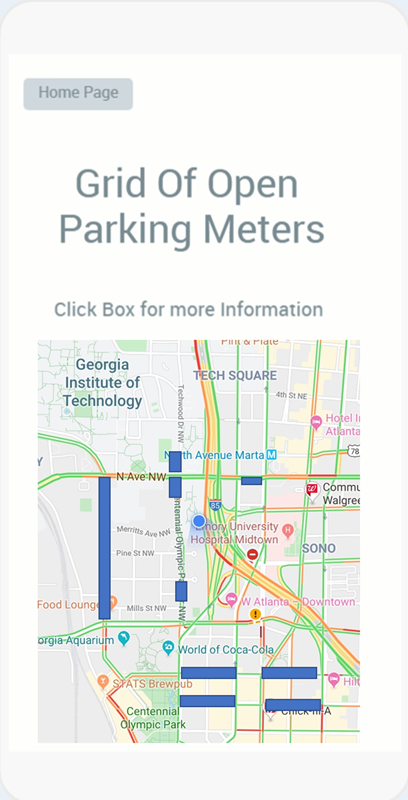 Home Page
Grid Of Open
Parking Meters
Click Box for more Information
Pint & Plate
Georgia
Institute of
Technology
TECH SQUARE
Techwood Dr NW
4th St NE
Hotel In
Atlanta
North Avenue Marta M
78
Y
N Ave NW
Commu
Walgree
85
Emory University
Hospital Midtown
Merritts Ave NW
Pine St NW
SONO
Centennial Olympic P
NW
Food Lounge
Mills St NW
W Atlanta - Downtown
orgia Aquarium
World of Coca-Cola
STATS Brewpub
Hil
Centennial
Olympic Park
Chick-fil-A